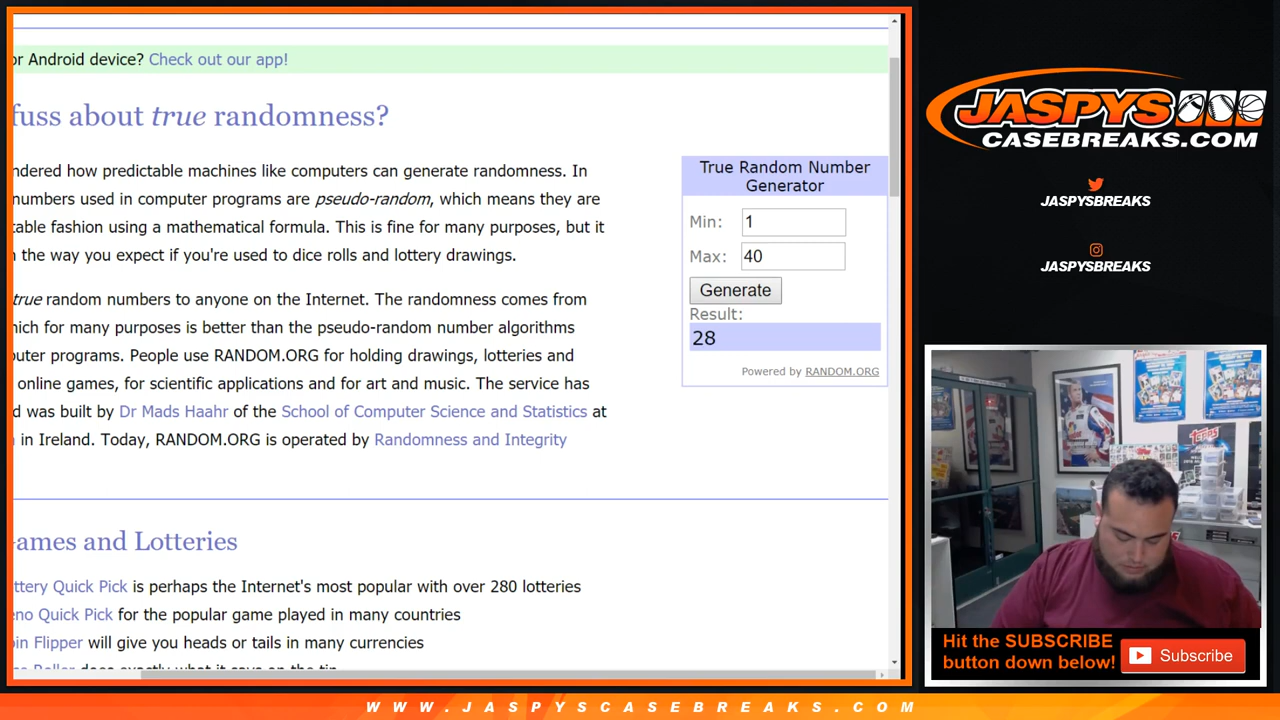 or Android device? Check out our app!
fuss about true randomness?
ndered how predictable machines like computers can generate randomness. In
numbers used in computer programs are pseudo-random, which means they are
table fashion using a mathematical formula. This is fine for many purposes, but it
the way you expect if you're used to dice rolls and lottery drawings.
true random numbers to anyone on the Internet. The randomness comes from
hich for many purposes is better than the pseudo-random number algorithms
puter programs. People use RANDOM.ORG for holding drawings, lotteries and
online games, for scientific applications and for art and music. The service has
d was built by Dr Mads Haahr of the School of Computer Science and Statistics at
in Ireland. Today, RANDOM.ORG is operated by Randomness and Integrity
Games and Lotteries
ttery Quick Pick is perhaps the Internet's most popular with over 280 lotteries
eno Quick Pick for the popular game played in many countries
oin Flipper will give you heads or tails in many currencies
True Random Number
Generator
Min: 1
Max: 40
Generate
Result:
28
Powered by RANDOM.ORG
JASPYS
CASEBREAKS.COM
JASPYSBREAKS
JASPYSBREAKS
TOPPS
Hit the SUBSCRIBE
button down below!
Subscribe
WWW.JASPYSCASEBREAKS.COM